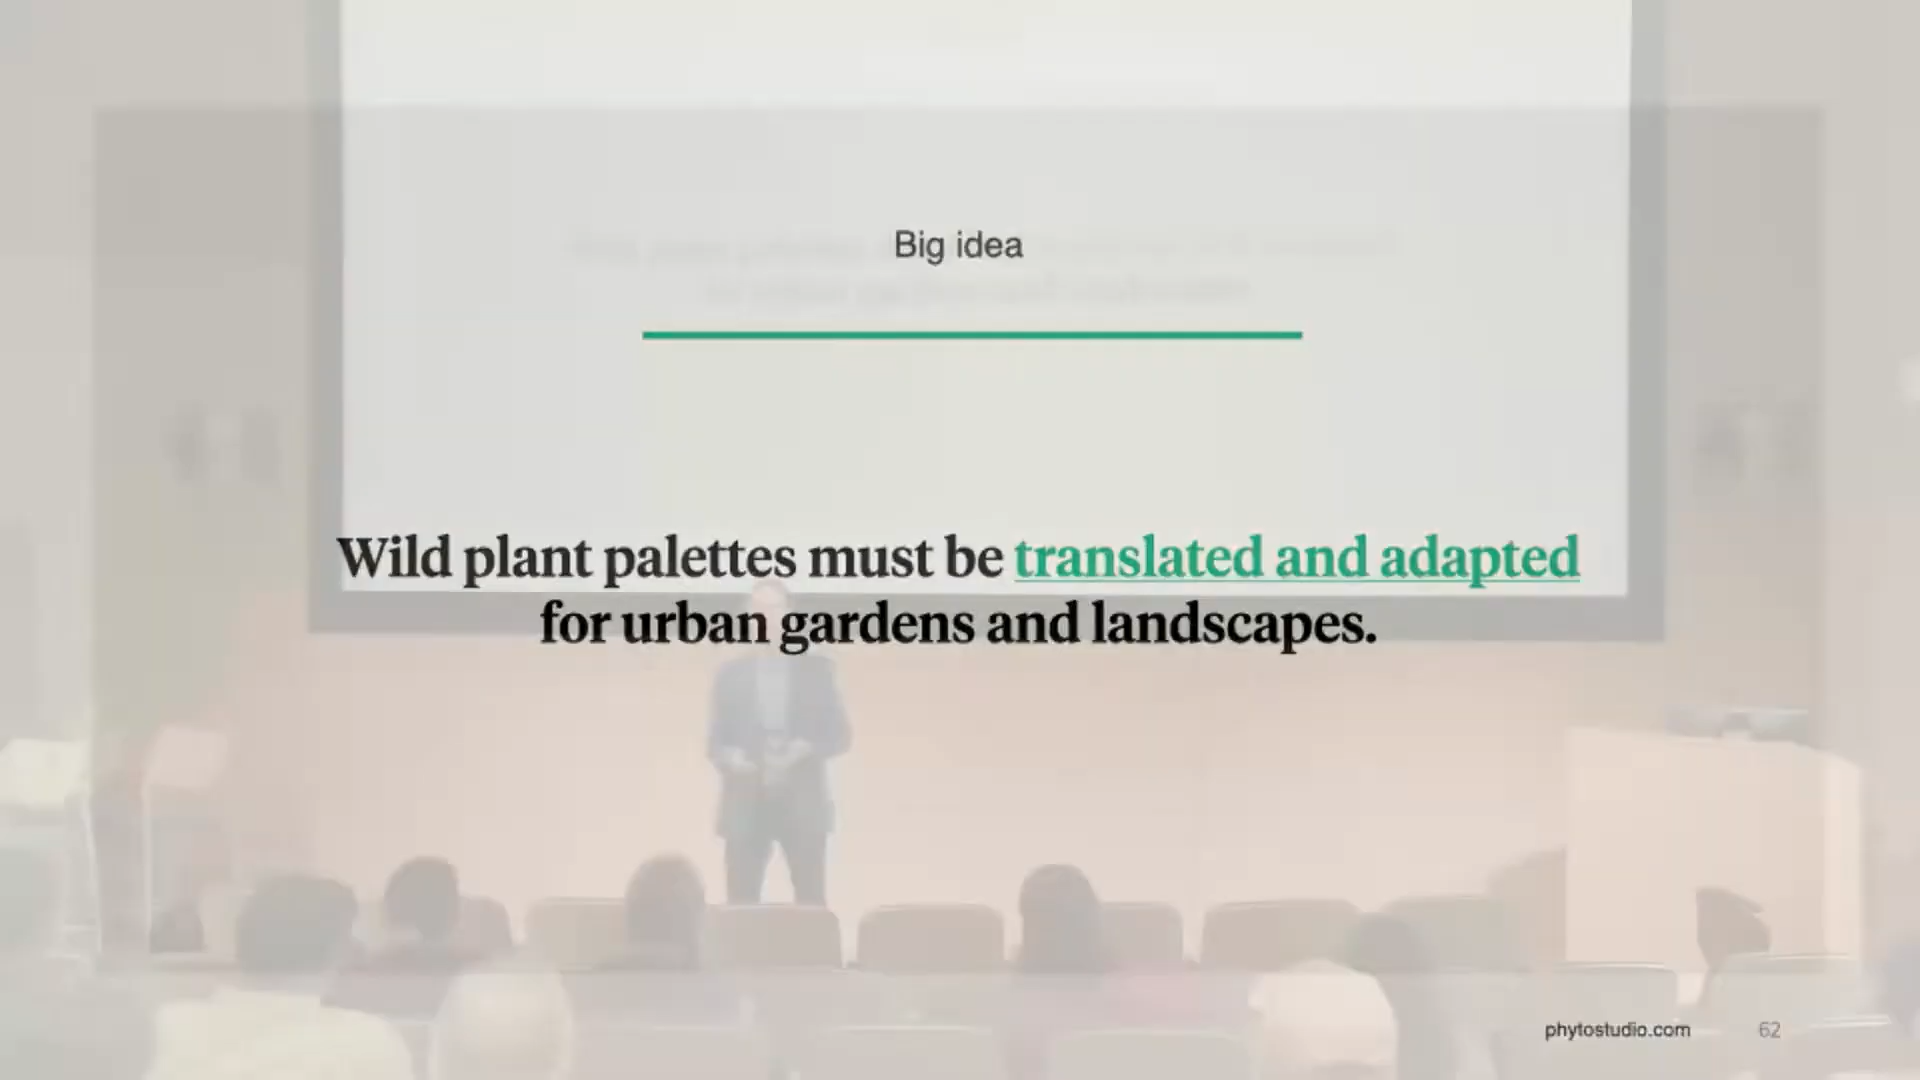 Big idea
Wild plant palettes must be translated and adapted
for urban gardens and landscapes.
phytostudio.com 62